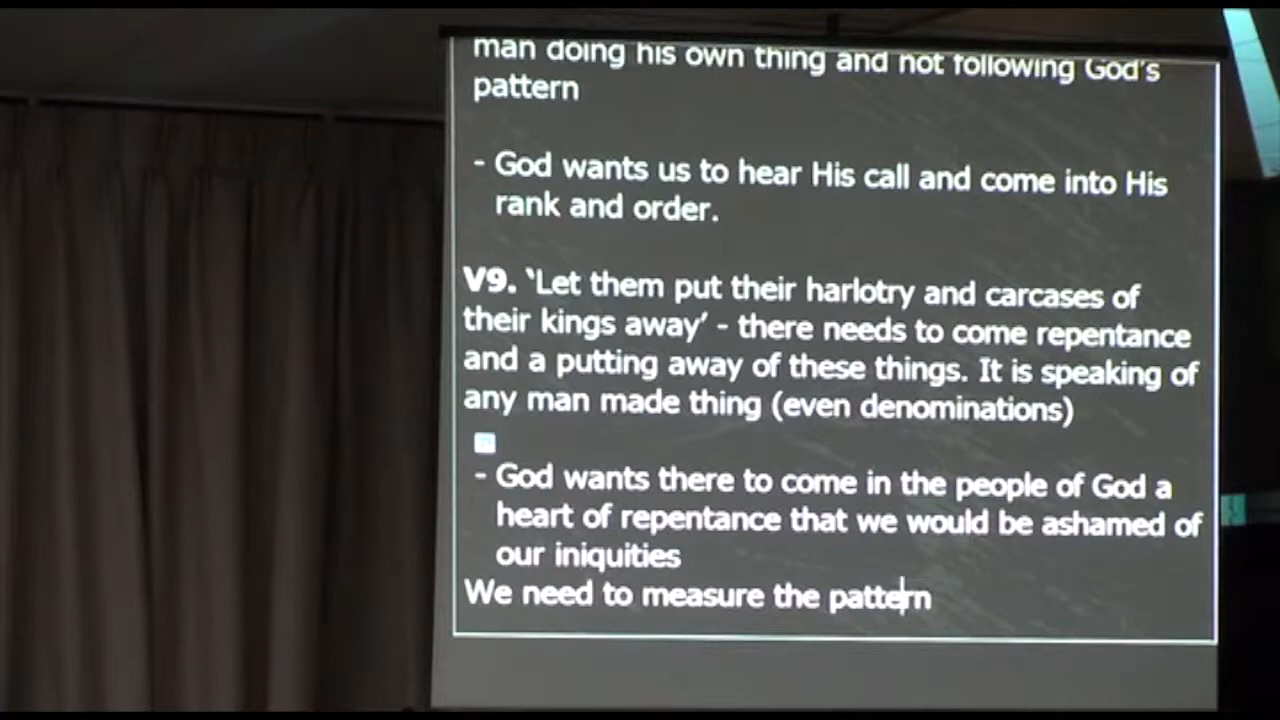 man doing his own thing and not following God's
pattern
- God wants us to hear His call and come into His
rank and order.
V9. ‘Let them put their harlotry and carcases of
their kings away’ - there needs to come repentance
and a putting away of these things. It is speaking of
any man made thing (even denominations)
- God wants there to come in the people of God a
heart of repentance that we would be ashamed of
our iniquities
We need to measure the pattern